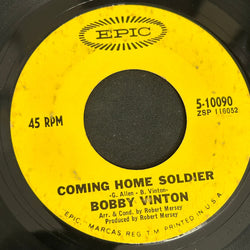 EPIC
45 RPM
5-10090
ZSP 116052
COMING HOME SOLDIER
-G. Allen - B. Vinton-
BOBBY VINTON
Arr. & Cond. by Robert Mersey
Produced by Robert Mersey
EPIC, MARCAS REG. T M PRINTED IN U.S.A.